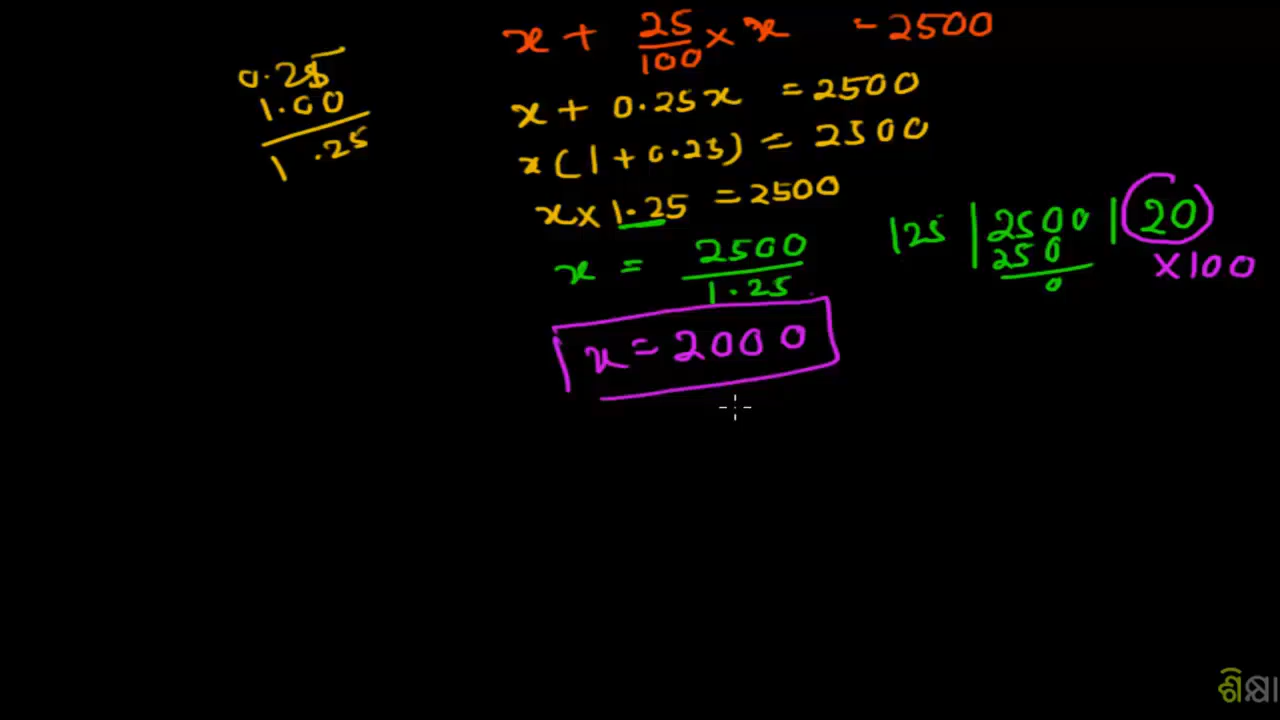 x + 25/100 × x = 2500
0.25
1.00
1.25
x + 0.25x = 2500
x(1 + 0.25) = 2500
x × 1.25 = 2500
x = 2500/1.25
x = 2000
125 | 2500 | 20
250 × 100
0
ଶିକ୍ଷା